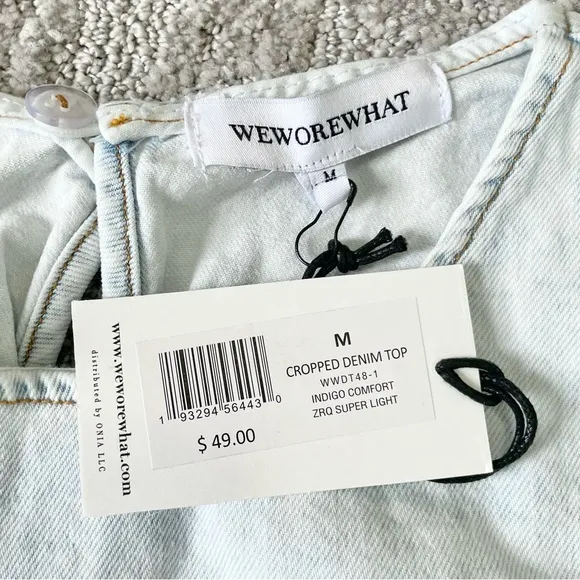 WEWOREWHAT
M
www.weworewhat.com
distributed by ONIA LLC
1 93294 56443 0
$ 49.00
M
CROPPED DENIM TOP
WWDT48-1
INDIGO COMFORT
ZRQ SUPER LIGHT